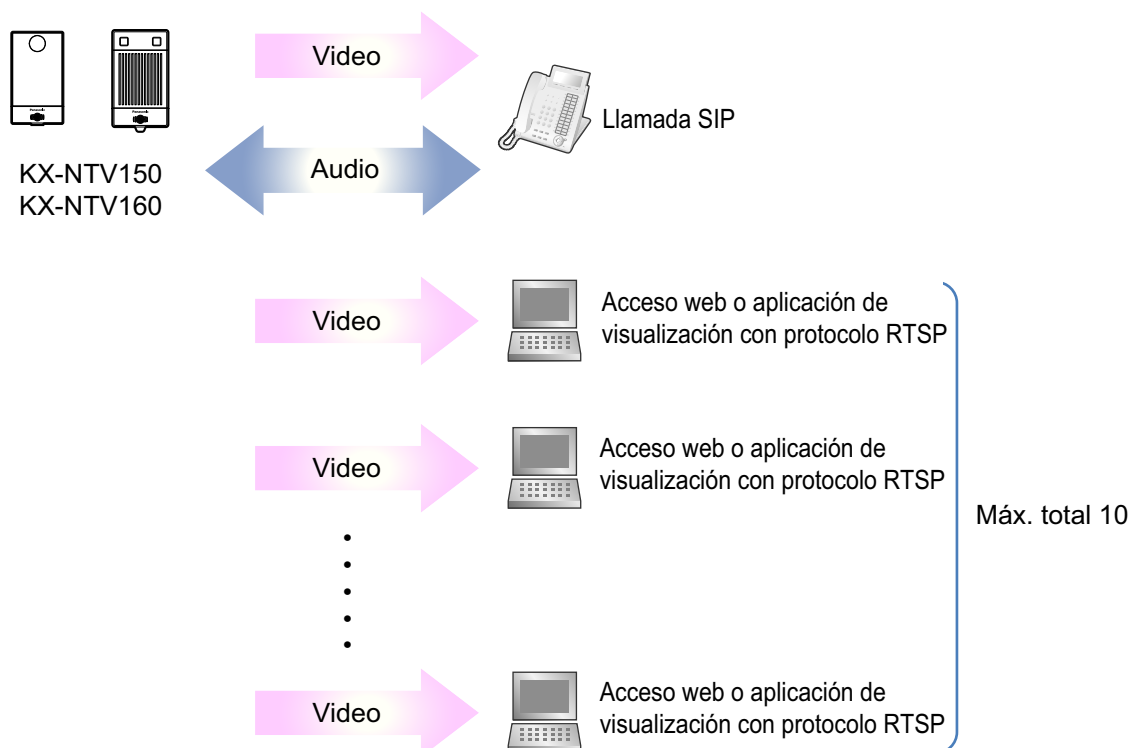 Video
Llamada SIP
Audio
KX-NTV150
KX-NTV160
Video
Acceso web o aplicación de
visualización con protocolo RTSP
Video
Acceso web o aplicación de
visualización con protocolo RTSP
Máx. total 10
Video
Acceso web o aplicación de
visualización con protocolo RTSP